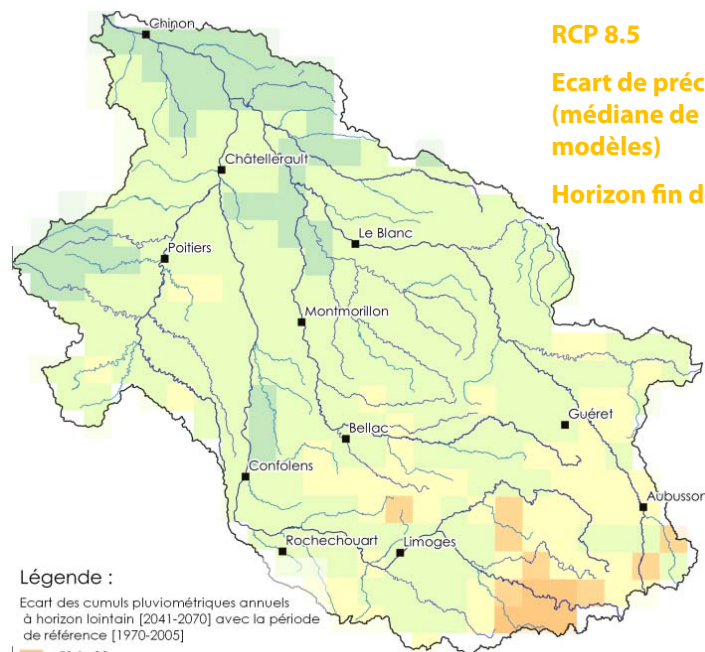 Chinon
RCP 8.5
Ecart de
(médiane de
modèles)
Horizon fin
Châtellerault
Le Blanc
Poitiers
Montmorillon
Guéret
Bellac
Confolens
Aubusson
Rochechouart
Limoges
Légende :
Ecart des cumuls pluviométriques annuels
à horizon lointain [2041-2070] avec la période
de référence [1970-2005]